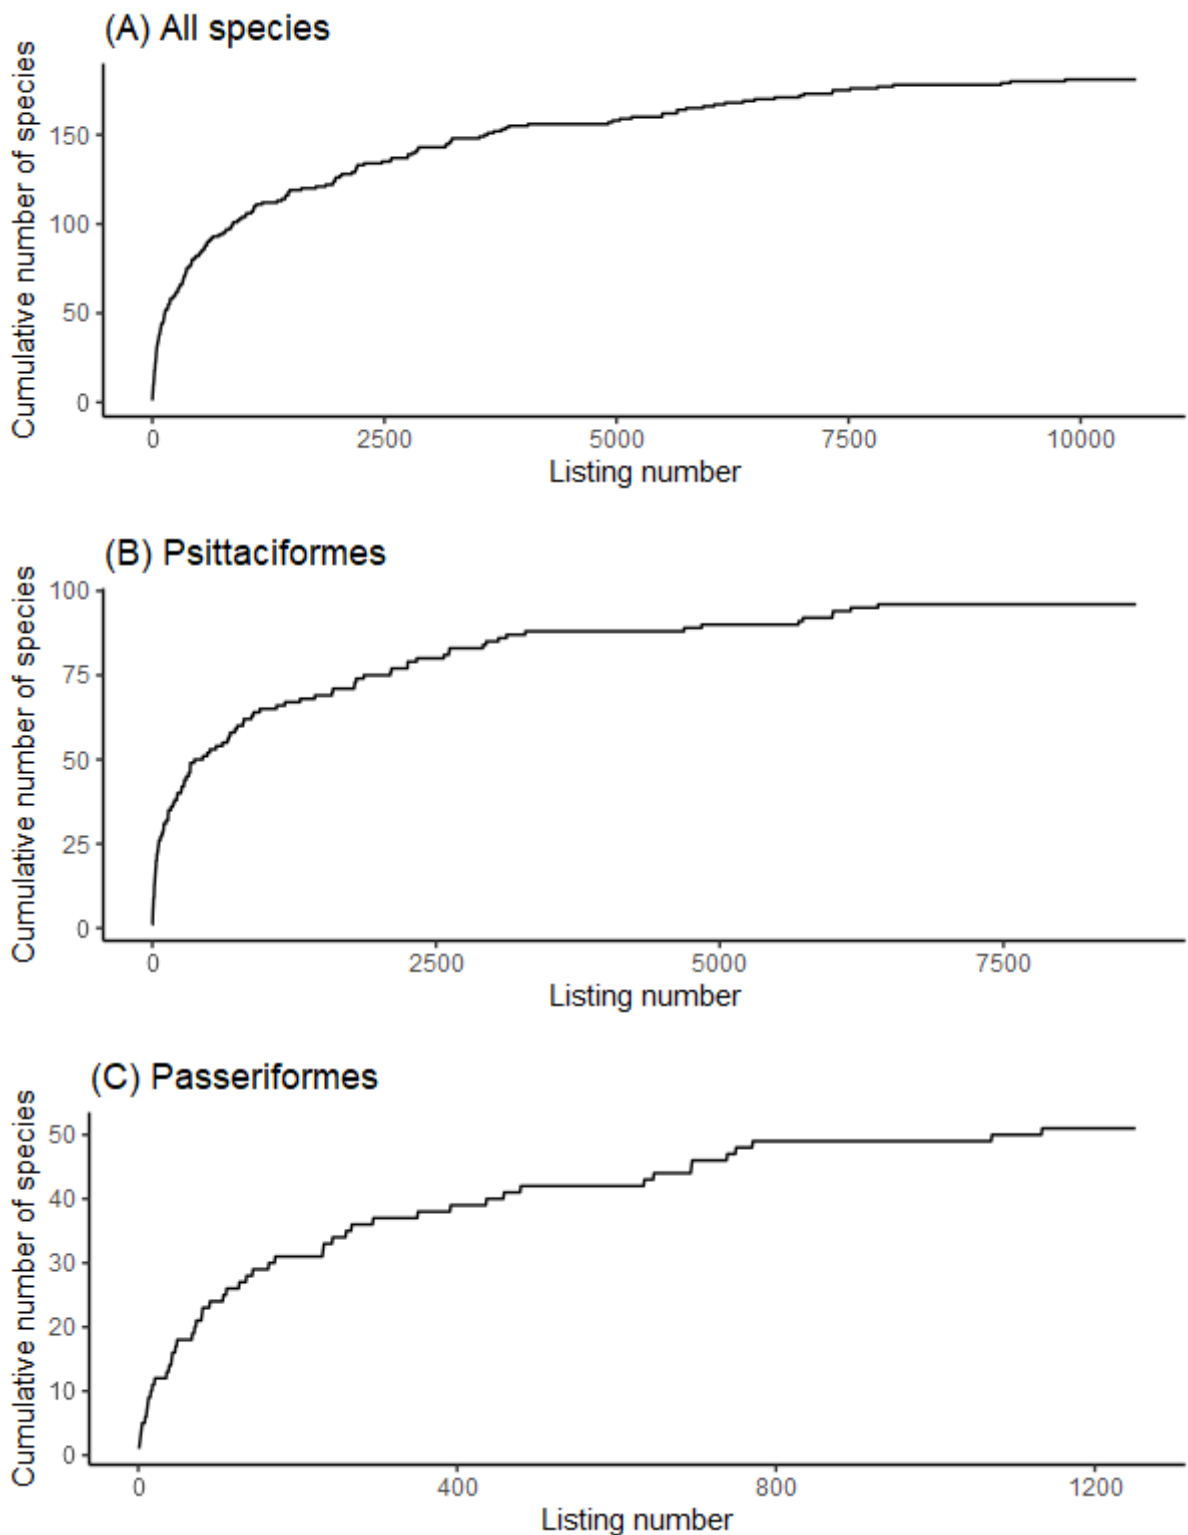 (A) All species
Cumulative number of species
150
100
50
0
0 2500 5000 7500 10000
Listing number
(B) Psittaciformes
Cumulative number of species
100
75
50
25
0
0 2500 5000 7500
Listing number
(C) Passeriformes
Cumulative number of species
50
40
30
20
10
0
0 400 800 1200
Listing number